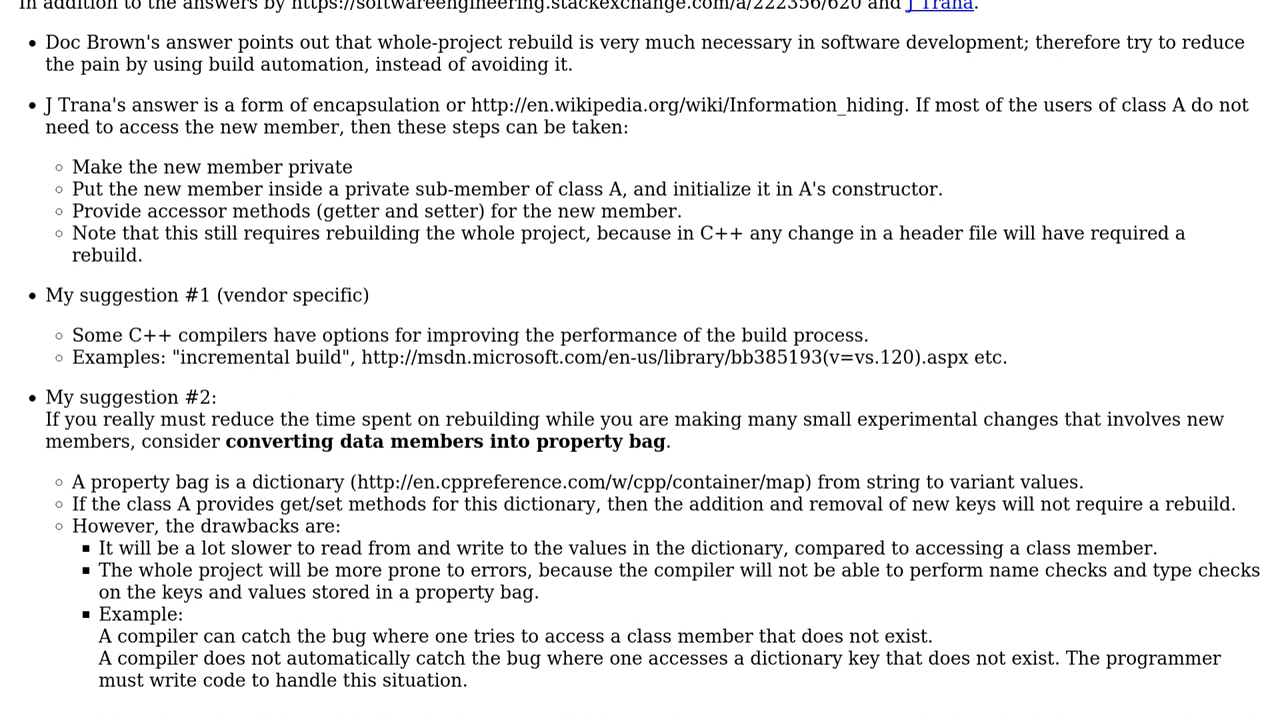 in addition to the answers by https://softwareengineering.stackexchange.com/a/222356/620 and J Trana.
• Doc Brown's answer points out that whole-project rebuild is very much necessary in software development; therefore try to reduce
the pain by using build automation, instead of avoiding it.
• J Trana's answer is a form of encapsulation or http://en.wikipedia.org/wiki/Information_hiding. If most of the users of class A do not
need to access the new member, then these steps can be taken:
◦ Make the new member private
◦ Put the new member inside a private sub-member of class A, and initialize it in A's constructor.
◦ Provide accessor methods (getter and setter) for the new member.
◦ Note that this still requires rebuilding the whole project, because in C++ any change in a header file will have required a
rebuild.
• My suggestion #1 (vendor specific)
◦ Some C++ compilers have options for improving the performance of the build process.
◦ Examples: "incremental build", http://msdn.microsoft.com/en-us/library/bb385193(v=vs.120).aspx etc.
• My suggestion #2:
If you really must reduce the time spent on rebuilding while you are making many small experimental changes that involves new
members, consider converting data members into property bag.
◦ A property bag is a dictionary (http://en.cppreference.com/w/cpp/container/map) from string to variant values.
◦ If the class A provides get/set methods for this dictionary, then the addition and removal of new keys will not require a rebuild.
◦ However, the drawbacks are:
▪ It will be a lot slower to read from and write to the values in the dictionary, compared to accessing a class member.
▪ The whole project will be more prone to errors, because the compiler will not be able to perform name checks and type checks
on the keys and values stored in a property bag.
▪ Example:
A compiler can catch the bug where one tries to access a class member that does not exist.
A compiler does not automatically catch the bug where one accesses a dictionary key that does not exist. The programmer
must write code to handle this situation.